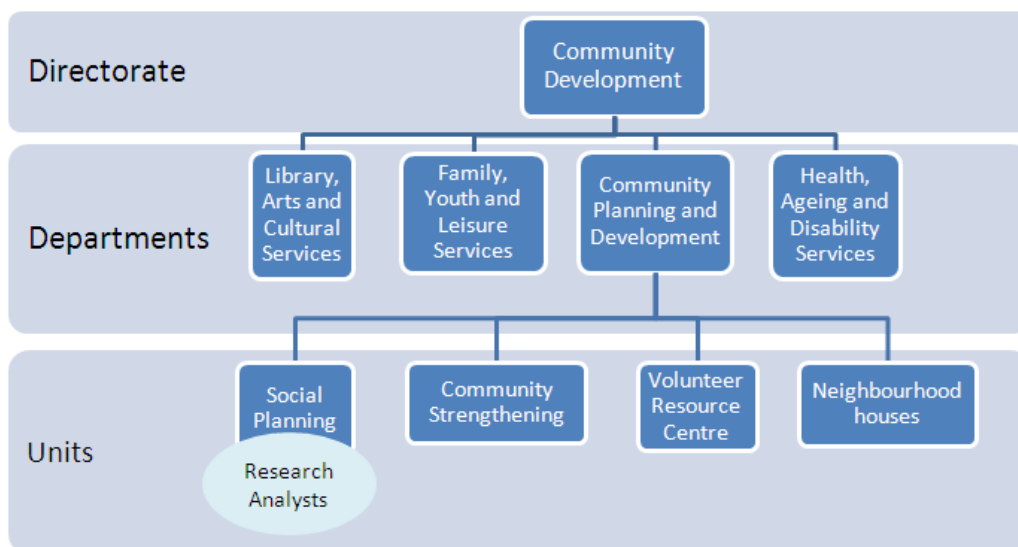 Directorate
Community
Development
Departments
Library,
Arts and
Cultural
Services
Family,
Youth and
Leisure
Services
Community
Planning and
Development
Health,
Ageing and
Disability
Services
Units
Social
Planning
Research
Analysts
Community
Strengthening
Volunteer
Resource
Centre
Neighbourhood
houses